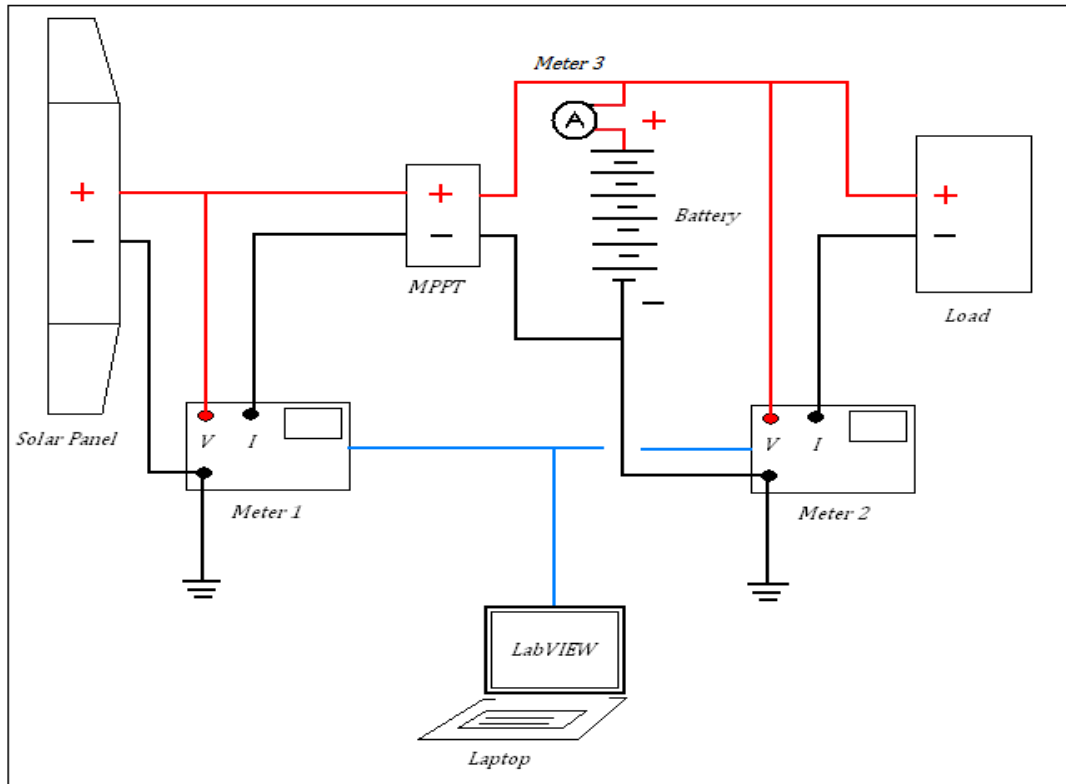 Meter 3
A
+
+
+
Battery
+
−
−
−
MPPT
−
Load
Solar Panel
V
I
V
I
Meter 1
Meter 2
LabVIEW
Laptop